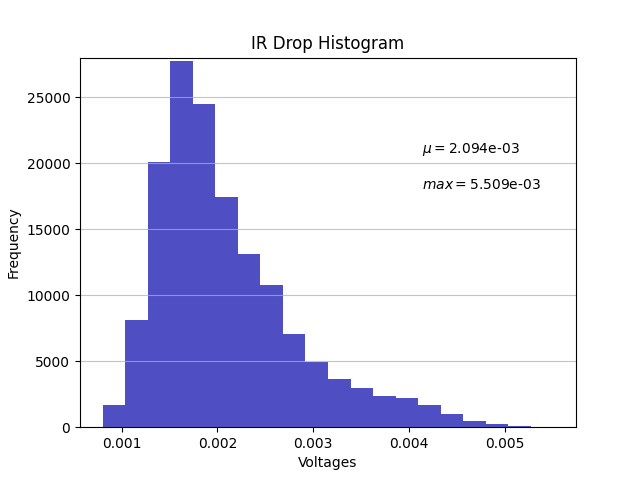 IR Drop Histogram
25000
20000
15000
10000
5000
0
Frequency
μ = 2.094e-03
max = 5.509e-03
0.001 0.002 0.003 0.004 0.005
Voltages